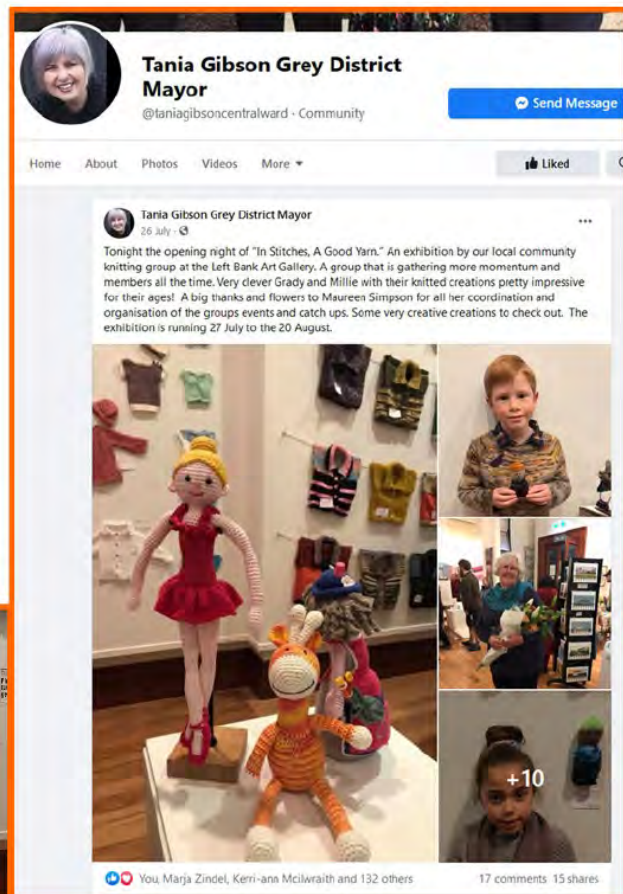 Tania Gibson Grey District
Mayor
@taniagibsoncentralward · Community
Send Message
Home About Photos Videos More
Liked
Tania Gibson Grey District Mayor
26 July ·
Tonight the opening night of "In Stitches, A Good Yarn." An exhibition by our local community
knitting group at the Left Bank Art Gallery. A group that is gathering more momentum and
members all the time. Very clever Grady and Millie with their knitted creations pretty impressive
for their ages! A big thanks and flowers to Maureen Simpson for all her coordination and
organisation of the groups events and catch ups. Some very creative creations to check out. The
exhibition is running 27 July to the 20 August.
+10
You, Marja Zindel, Kerri-ann Mcilwraith and 132 others 17 comments 15 shares